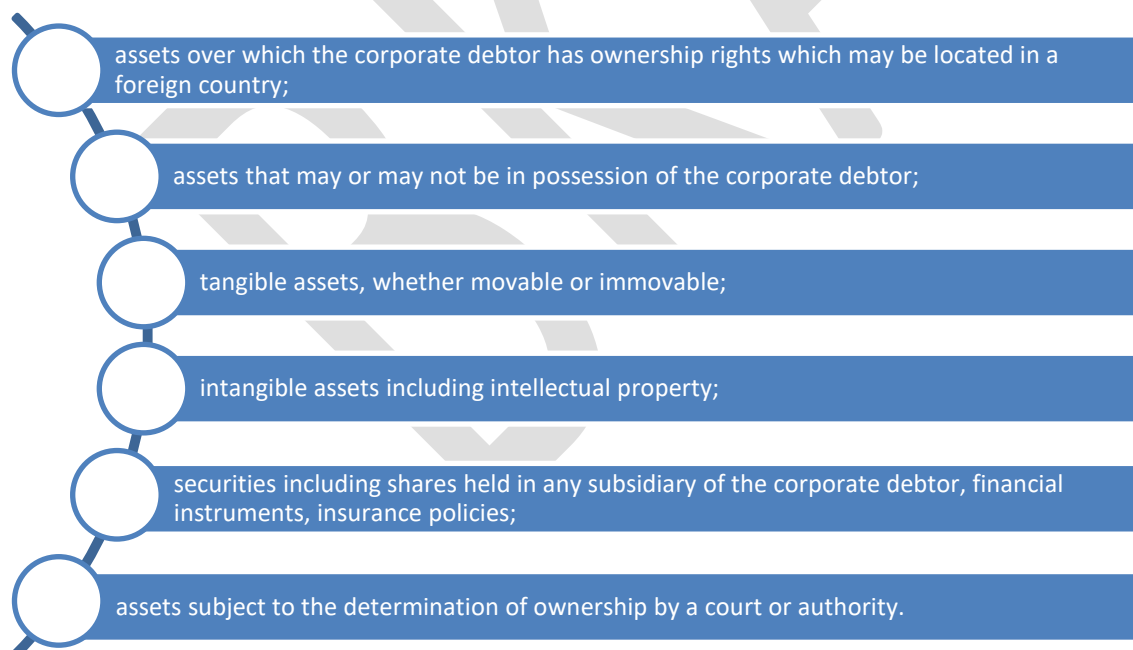 assets over which the corporate debtor has ownership rights which may be located in a
foreign country;
assets that may or may not be in possession of the corporate debtor;
tangible assets, whether movable or immovable;
intangible assets including intellectual property;
securities including shares held in any subsidiary of the corporate debtor, financial
instruments, insurance policies;
assets subject to the determination of ownership by a court or authority.